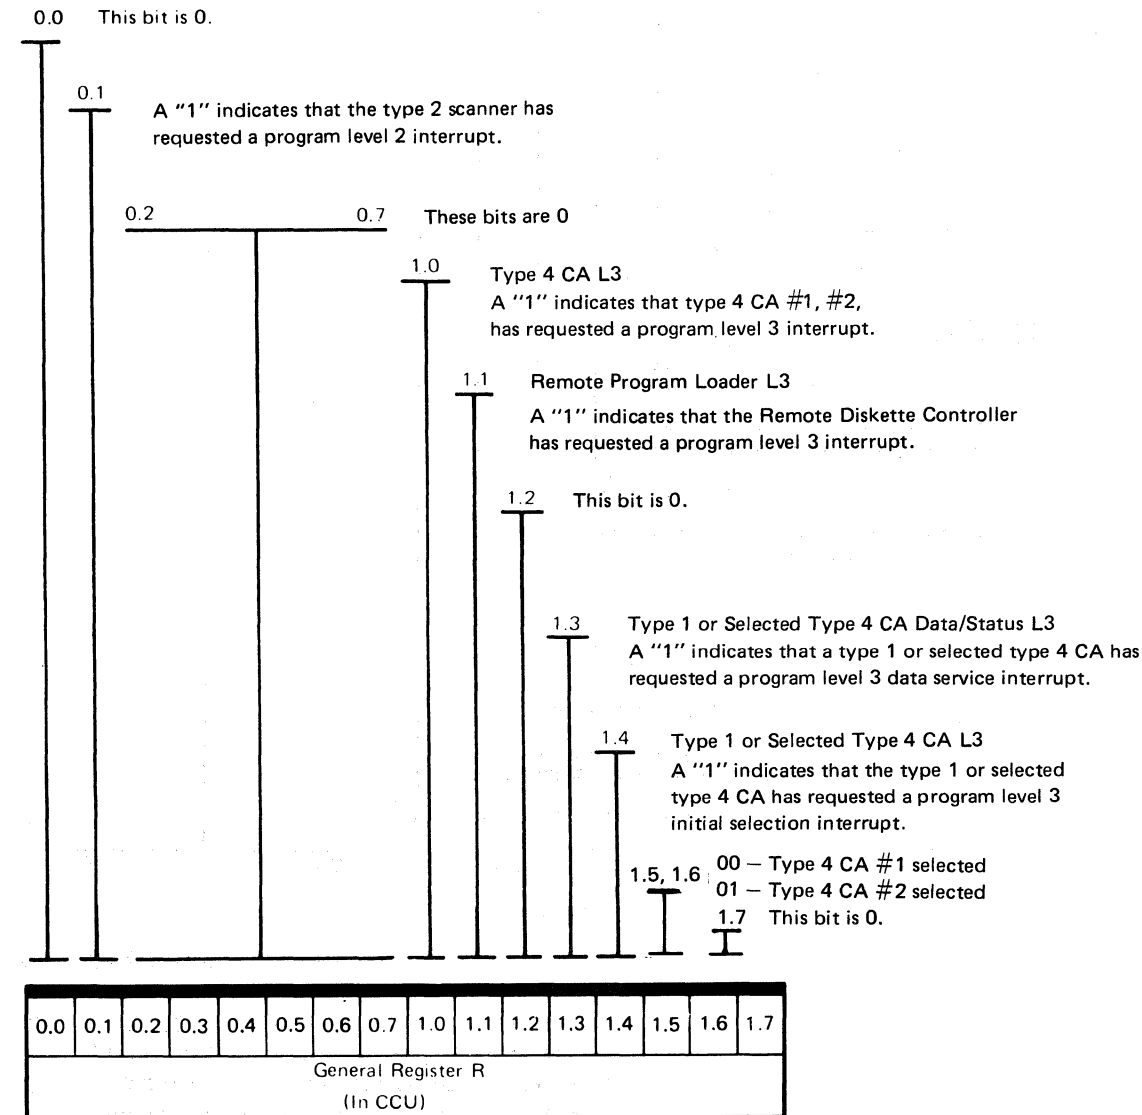 0.0 This bit is 0.
0.1
A "1" indicates that the type 2 scanner has
requested a program level 2 interrupt.
0.2 0.7 These bits are 0
1.0
Type 4 CA L3
A "1" indicates that type 4 CA #1, #2,
has requested a program level 3 interrupt.
1.1 Remote Program Loader L3
A "1" indicates that the Remote Diskette Controller
has requested a program level 3 interrupt.
1.2 This bit is 0.
1.3 Type 1 or Selected Type 4 CA Data/Status L3
A "1" indicates that a type 1 or selected type 4 CA has
requested a program level 3 data service interrupt.
1.4 Type 1 or Selected Type 4 CA L3
A "1" indicates that the type 1 or selected
type 4 CA has requested a program level 3
initial selection interrupt.
1.5, 1.6 00 – Type 4 CA #1 selected
01 – Type 4 CA #2 selected
1.7 This bit is 0.
0.0 0.1 0.2 0.3 0.4 0.5 0.6 0.7 1.0 1.1 1.2 1.3 1.4 1.5 1.6 1.7
General Register R
(In CCU)